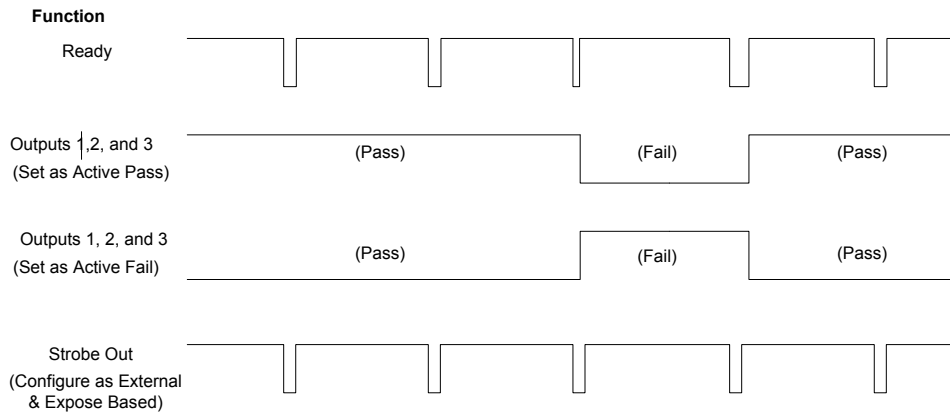 Function
Ready
Outputs 1,2, and 3
(Set as Active Pass)
(Pass)
(Fail)
(Pass)
Outputs 1, 2, and 3
(Set as Active Fail)
(Pass)
(Fail)
(Pass)
Strobe Out
(Configure as External
& Expose Based)